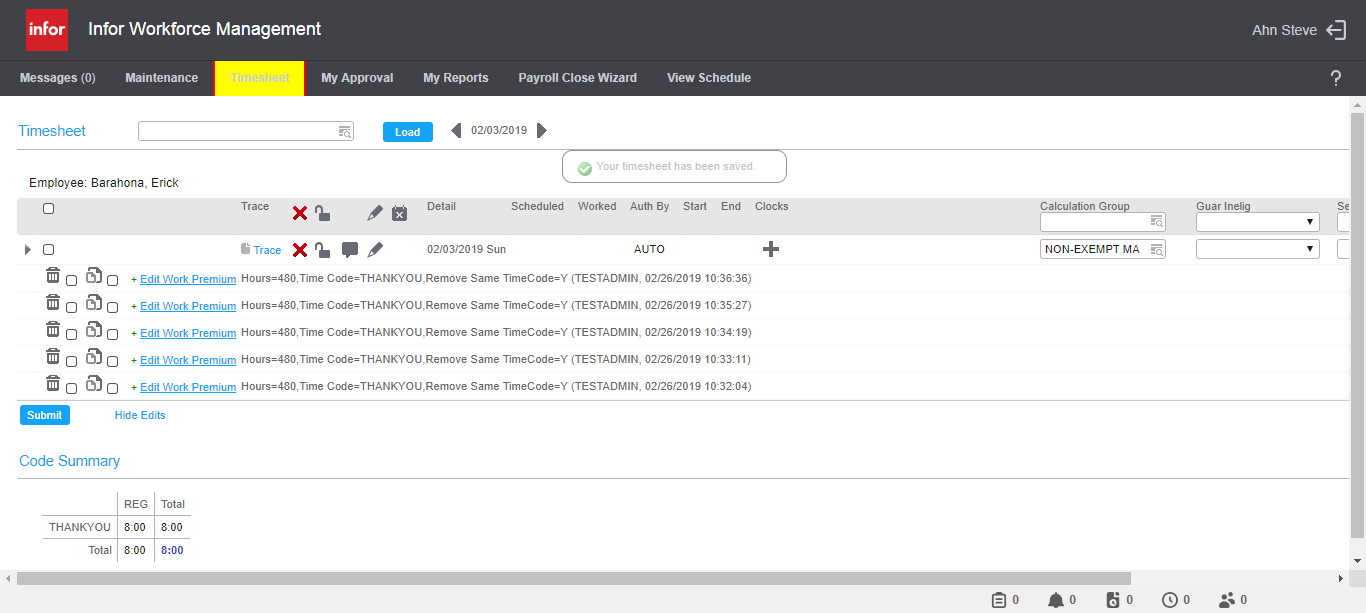 infor Infor Workforce Management Ahn Steve
Messages (0) Maintenance Timesheet My Approval My Reports Payroll Close Wizard View Schedule ?
Timesheet Load 02/03/2019
Your timesheet has been saved.
Employee: Barahona, Erick
Trace Detail Scheduled Worked Auth By Start End Clocks Calculation Group Guar Inelig Se
Trace 02/03/2019 Sun AUTO NON-EXEMPT MA
+ Edit Work Premium Hours=480,Time Code=THANKYOU,Remove Same TimeCode=Y (TESTADMIN, 02/26/2019 10:36:36)
+ Edit Work Premium Hours=480,Time Code=THANKYOU,Remove Same TimeCode=Y (TESTADMIN, 02/26/2019 10:35:27)
+ Edit Work Premium Hours=480,Time Code=THANKYOU,Remove Same TimeCode=Y (TESTADMIN, 02/26/2019 10:34:19)
+ Edit Work Premium Hours=480,Time Code=THANKYOU,Remove Same TimeCode=Y (TESTADMIN, 02/26/2019 10:33:11)
+ Edit Work Premium Hours=480,Time Code=THANKYOU,Remove Same TimeCode=Y (TESTADMIN, 02/26/2019 10:32:04)
Submit Hide Edits
Code Summary
REG Total
THANKYOU 8:00 8:00
Total 8:00 8:00
0 0 0 0 0